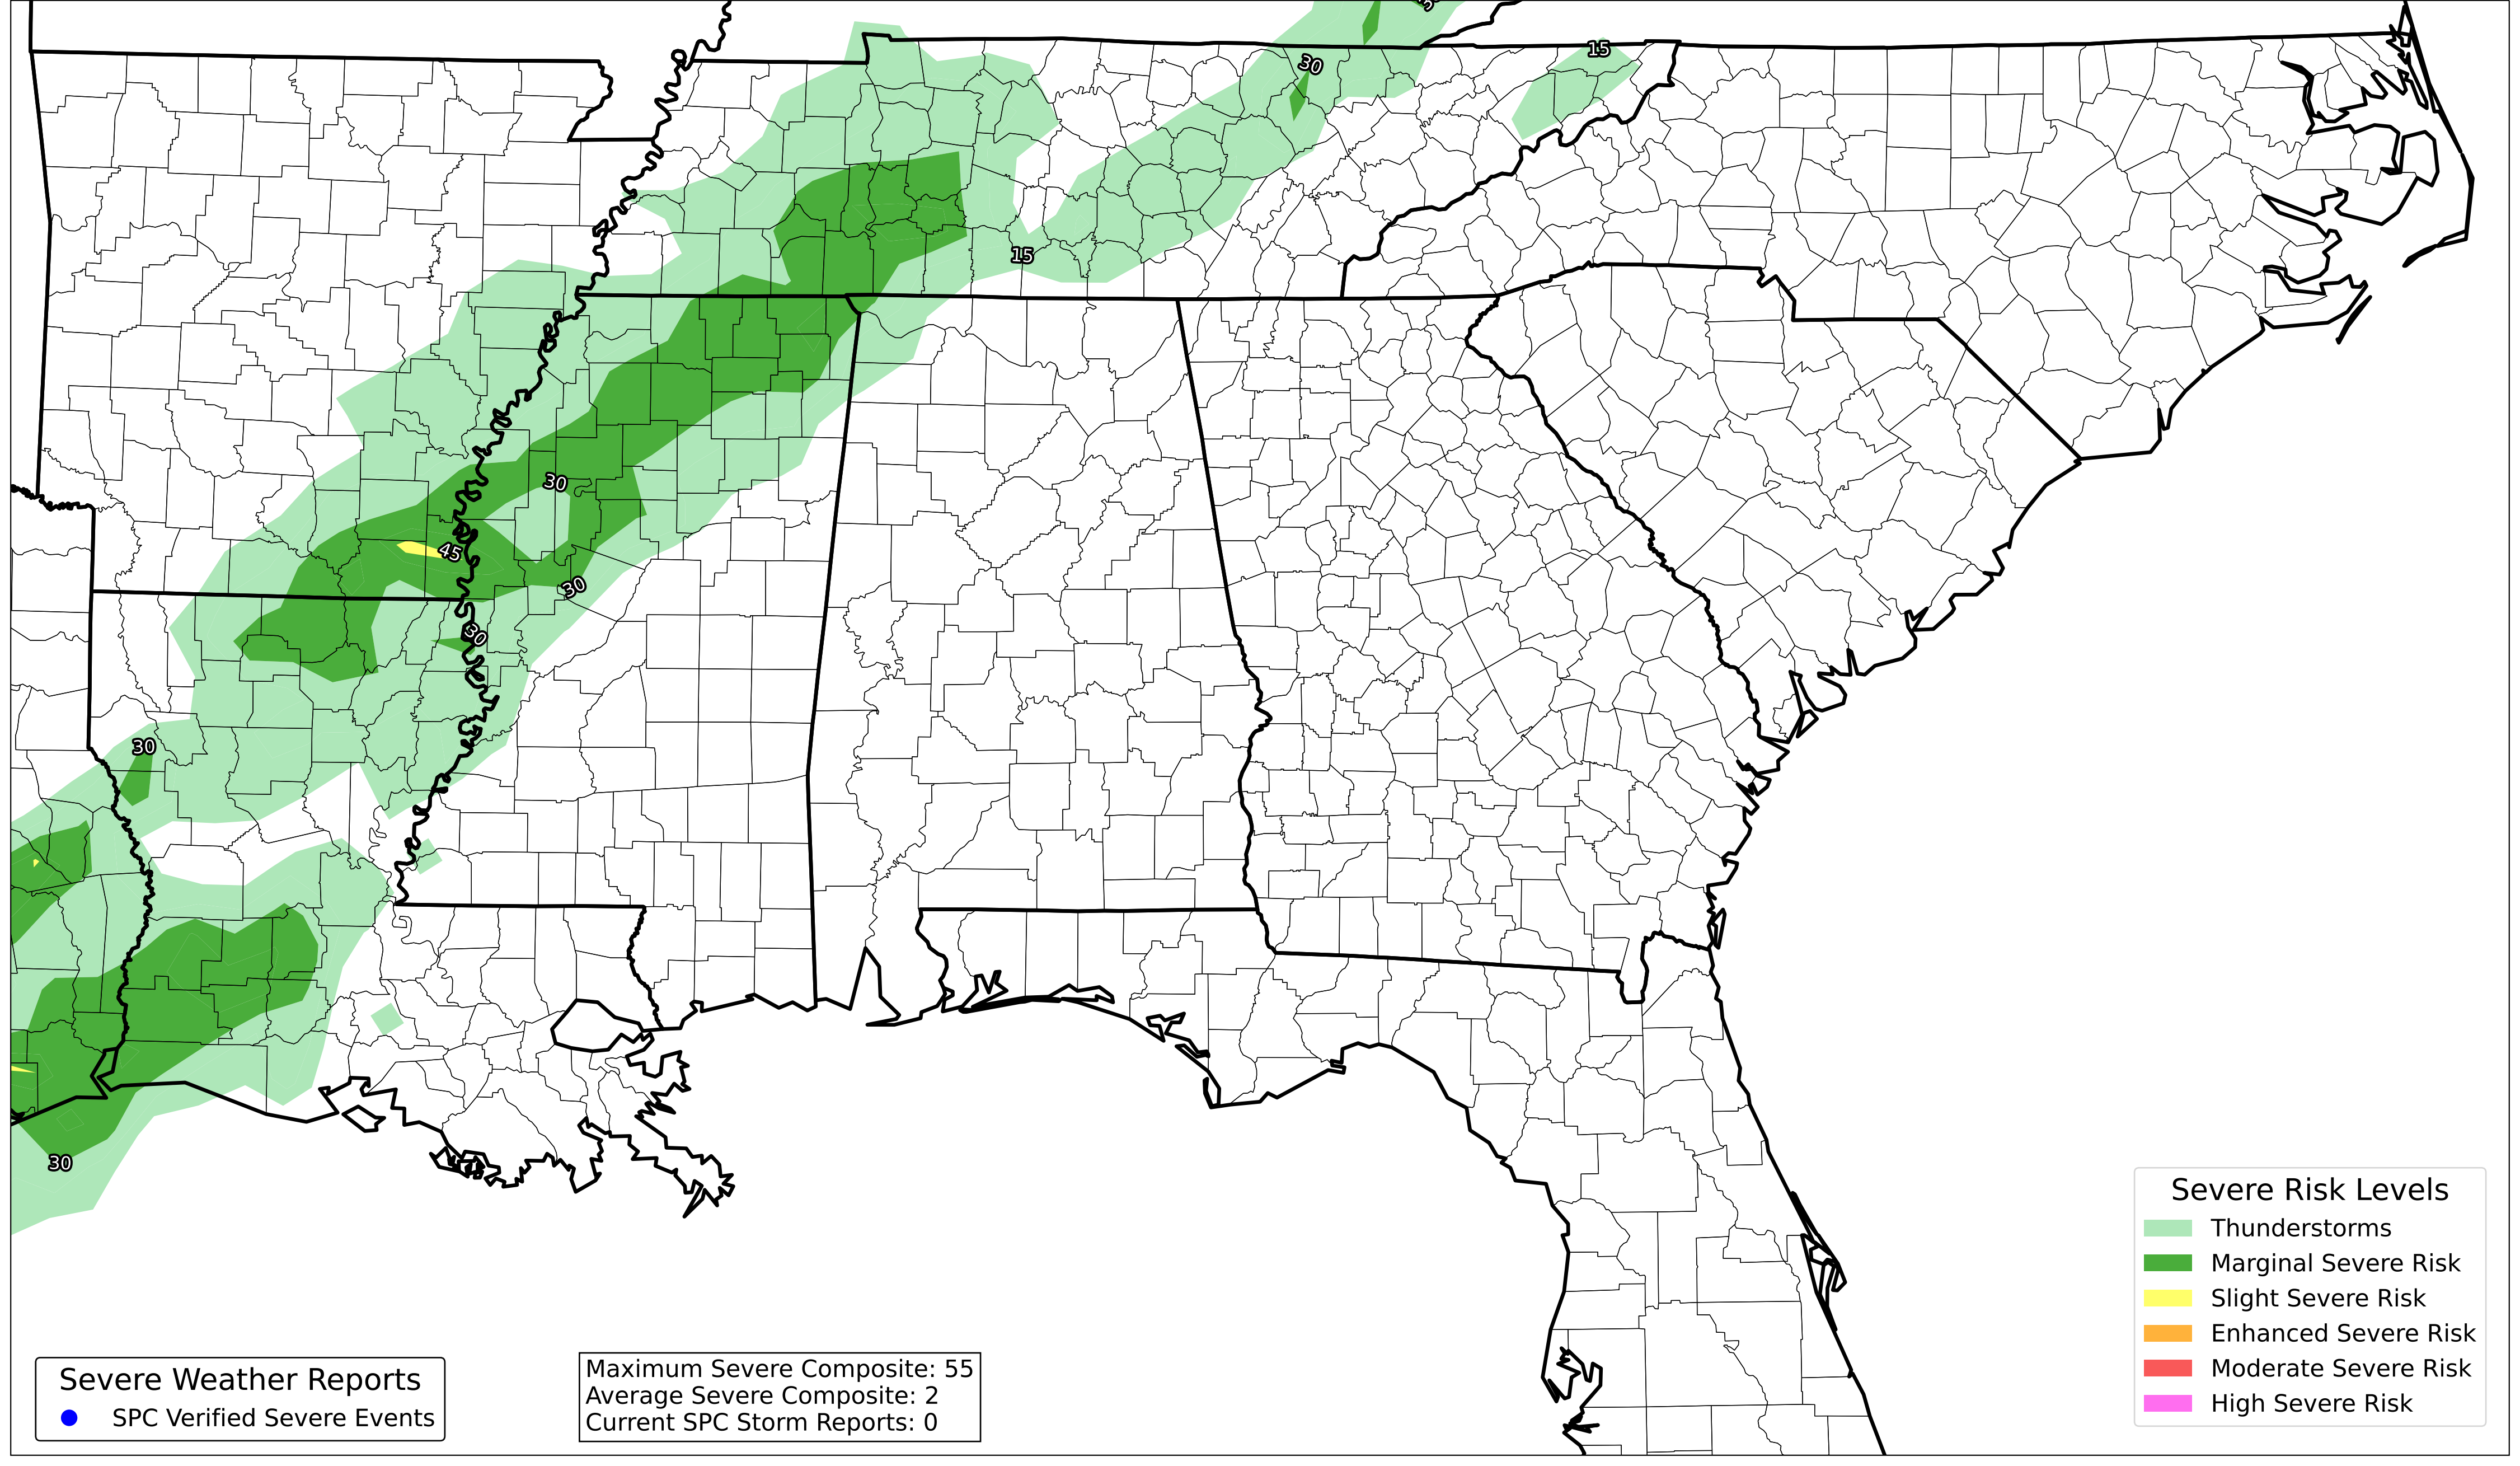 30
15
30
15
30
45
30
30
30
30
Severe Risk Levels
Thunderstorms
Marginal Severe Risk
Slight Severe Risk
Enhanced Severe Risk
Moderate Severe Risk
High Severe Risk
Severe Weather Reports
SPC Verified Severe Events
Maximum Severe Composite: 55
Average Severe Composite: 2
Current SPC Storm Reports: 0